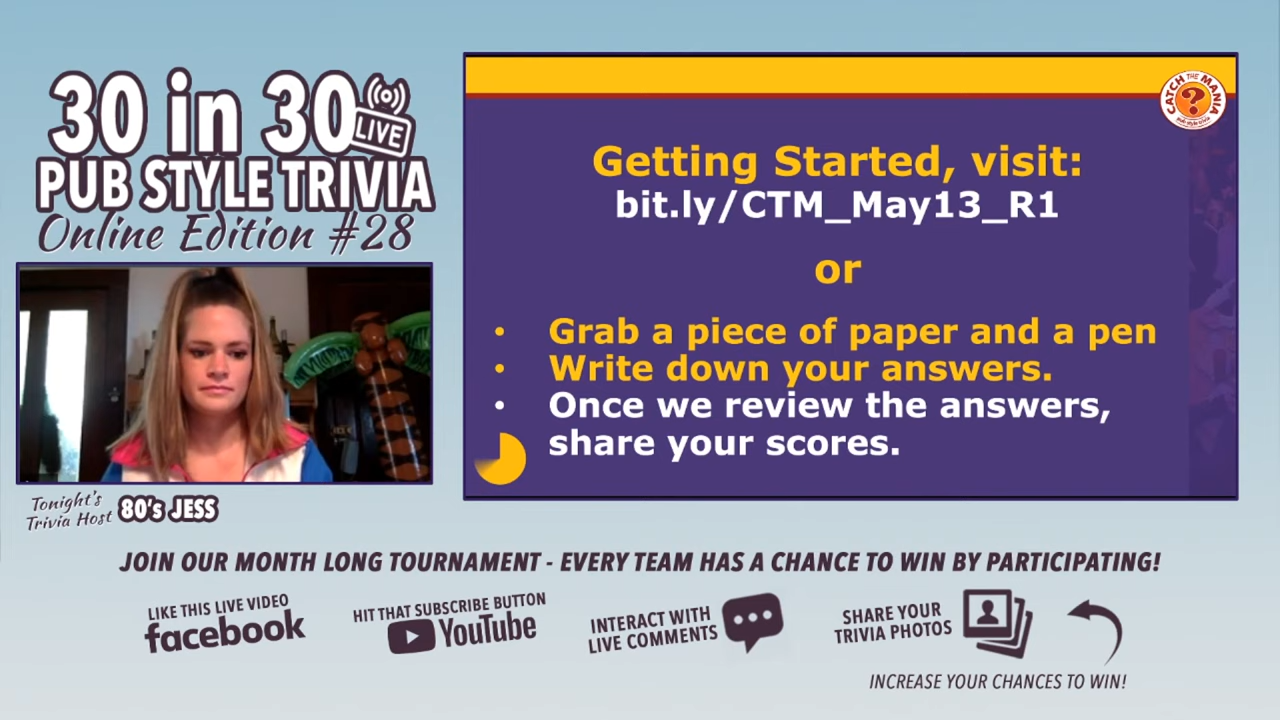 30 in 30
LIVE
PUB STYLE TRIVIA
Online Edition #28
Tonight's
Trivia Host
80's JESS
CATCH THE MANIA
?
pub style trivia
Getting Started, visit:
bit.ly/CTM_May13_R1
or
• Grab a piece of paper and a pen
• Write down your answers.
• Once we review the answers,
share your scores.
JOIN OUR MONTH LONG TOURNAMENT - EVERY TEAM HAS A CHANCE TO WIN BY PARTICIPATING!
LIKE THIS LIVE VIDEO
facebook
HIT THAT SUBSCRIBE BUTTON
YouTube
INTERACT WITH
LIVE COMMENTS
SHARE YOUR
TRIVIA PHOTOS
INCREASE YOUR CHANCES TO WIN!